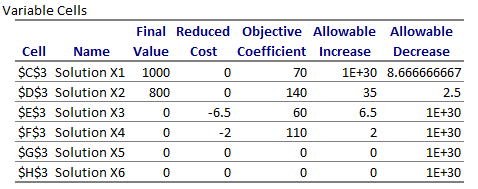 Variable Cells
Final Reduced Objective Allowable Allowable
Cell Name Value Cost Coefficient Increase Decrease
$C$3 Solution X1 1000 0 70 1E+30 8.666666667
$D$3 Solution X2 800 0 140 35 2.5
$E$3 Solution X3 0 -6.5 60 6.5 1E+30
$F$3 Solution X4 0 -2 110 2 1E+30
$G$3 Solution X5 0 0 0 0 1E+30
$H$3 Solution X6 0 0 0 0 1E+30